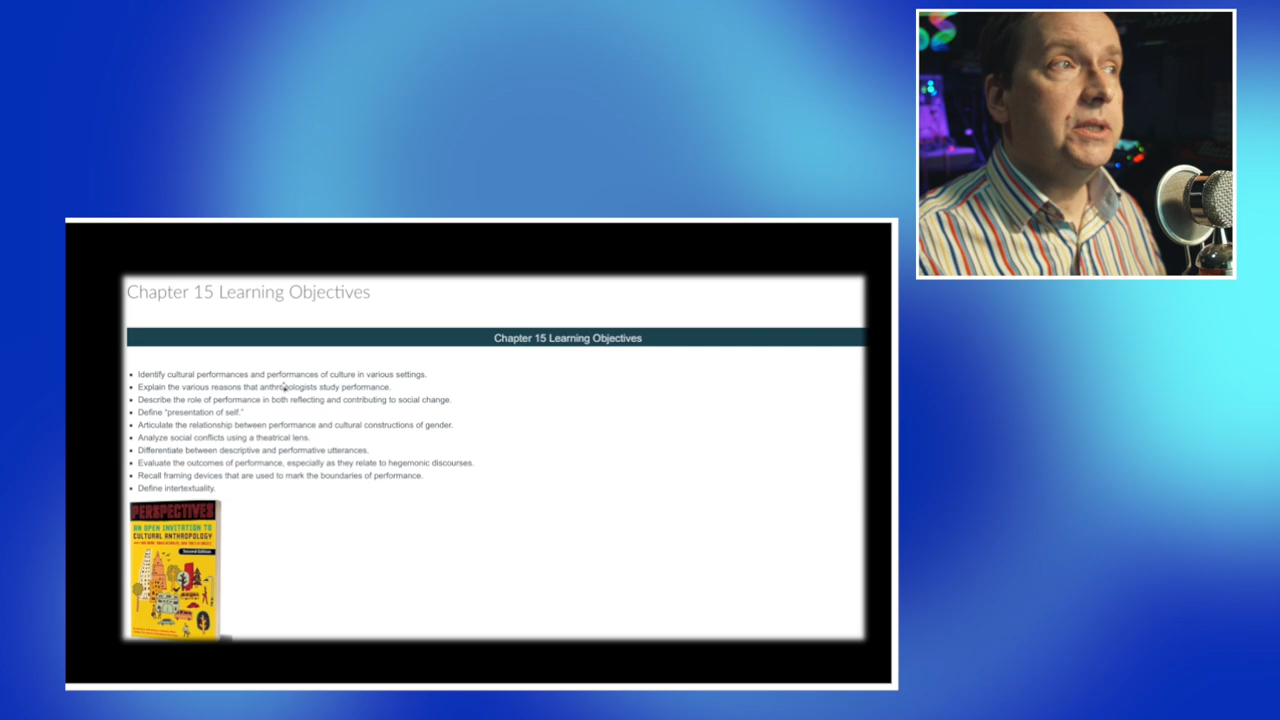 Chapter 15 Learning Objectives
Chapter 15 Learning Objectives
Identify cultural performances and performances of culture in various settings.
Explain the various reasons that anthropologists study performance.
Describe the role of performance in both reflecting and contributing to social change.
Define “presentation of self.”
Articulate the relationship between performance and cultural constructions of gender.
Analyze social conflicts using a theatrical lens.
Differentiate between descriptive and performative utterances.
Evaluate the outcomes of performance, especially as they relate to hegemonic discourses.
Recall framing devices that are used to mark the boundaries of performance.
Define intertextuality.
PERSPECTIVES
AN OPEN INVITATION TO
CULTURAL ANTHROPOLOGY
Second Edition